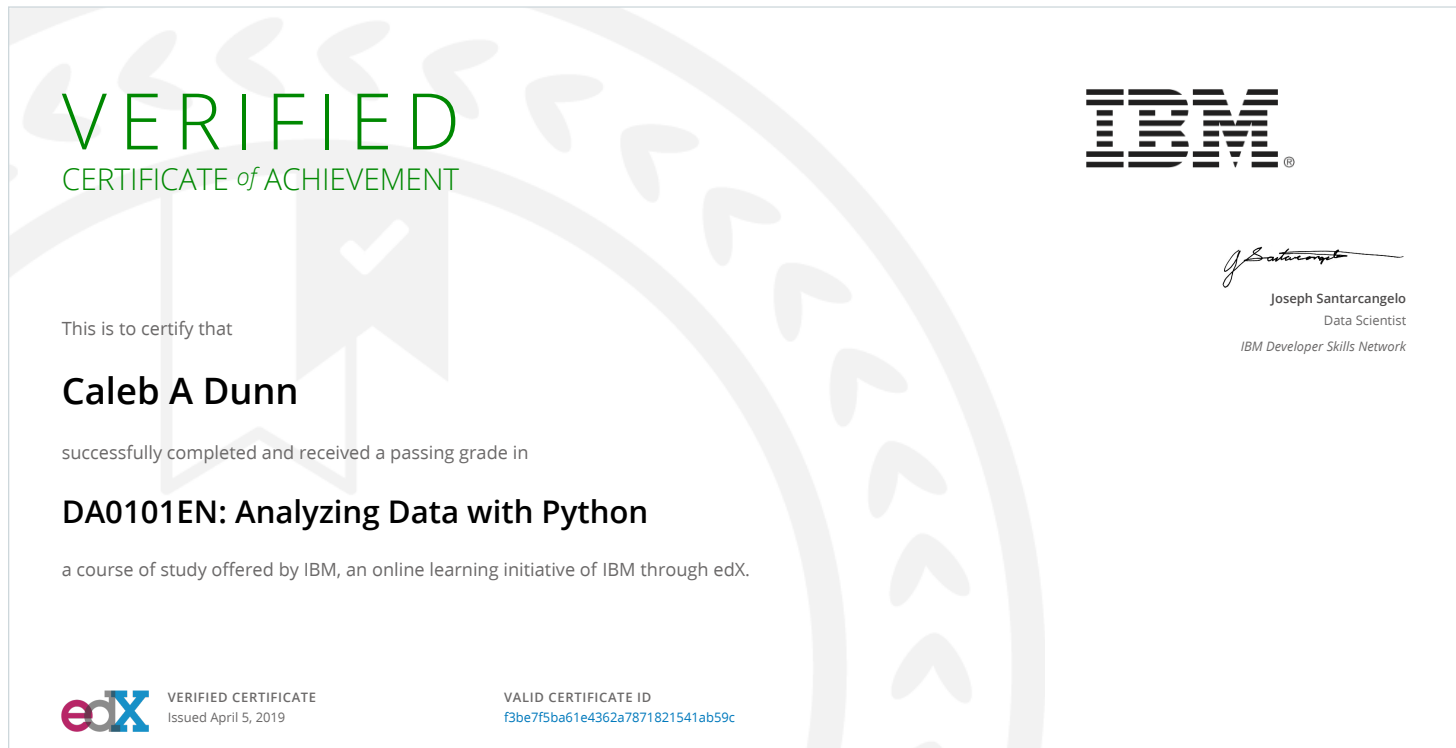 VERIFIED
CERTIFICATE of ACHIEVEMENT
IBM®
Joseph Santarcangelo
Data Scientist
IBM Developer Skills Network
This is to certify that
Caleb A Dunn
successfully completed and received a passing grade in
DA0101EN: Analyzing Data with Python
a course of study offered by IBM, an online learning initiative of IBM through edX.
edX
VERIFIED CERTIFICATE
Issued April 5, 2019
VALID CERTIFICATE ID
f3be7f5ba61e4362a7871821541ab59c